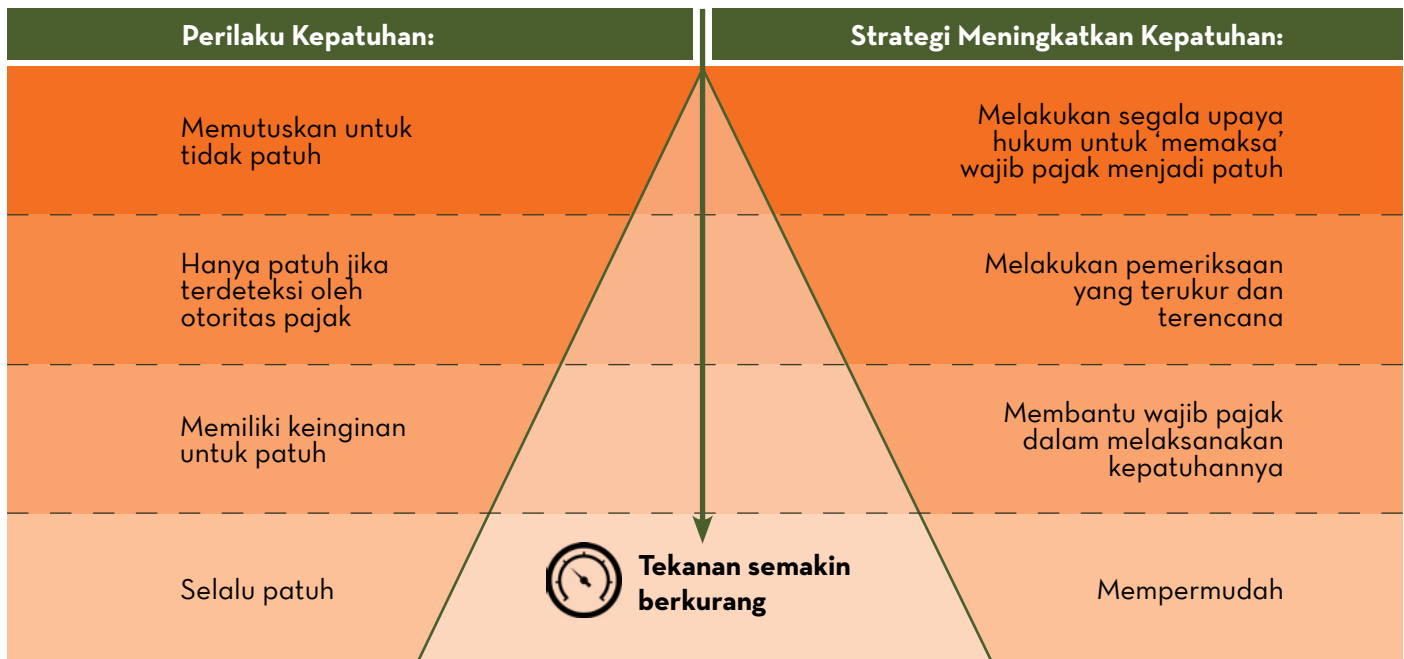 Perilaku Kepatuhan:
Strategi Meningkatkan Kepatuhan:
Memutuskan untuk
tidak patuh
Melakukan segala upaya
hukum untuk ‘memaksa’
wajib pajak menjadi patuh
Hanya patuh jika
terdeteksi oleh
otoritas pajak
Melakukan pemeriksaan
yang terukur dan
terencana
Memiliki keinginan
untuk patuh
Membantu wajib pajak
dalam melaksanakan
kepatuhannya
Selalu patuh
Tekanan semakin
berkurang
Mempermudah